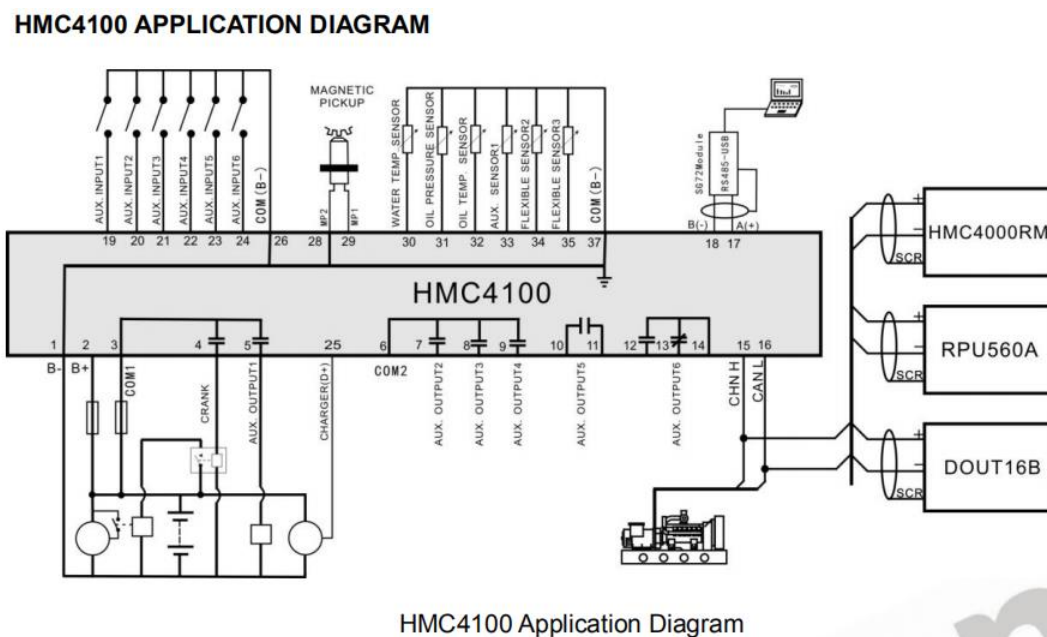 HMC4100 APPLICATION DIAGRAM
MAGNETIC
PICKUP
AUX. INPUT1
AUX. INPUT2
AUX. INPUT3
AUX. INPUT4
AUX. INPUT5
AUX. INPUT6
COM (B-)
MP2
MP1
WATER TEMP. SENSOR
OIL PRESSURE SENSOR
OIL TEMP. SENSOR
AUX. SENSOR1
FLEXIBLE SENSOR2
FLEXIBLE SENSOR3
COM (B-)
SG72Module
RS485-USB
B(-)
A(+)
19
20
21
22
23
24
26
28
29
30
31
32
33
34
35
37
18
17
HMC4100
1
2
3
4
5
25
6
7
8
9
10
11
12
13
14
15
16
B-
B+
COM1
CRANK
AUX. OUTPUT1
CHARGER(D+)
COM2
AUX. OUTPUT2
AUX. OUTPUT3
AUX. OUTPUT4
AUX. OUTPUT5
AUX. OUTPUT6
CHN H
CAN L
+
-
SCR
HMC4000RM
+
-
SCR
RPU560A
+
-
SCR
DOUT16B
HMC4100 Application Diagram